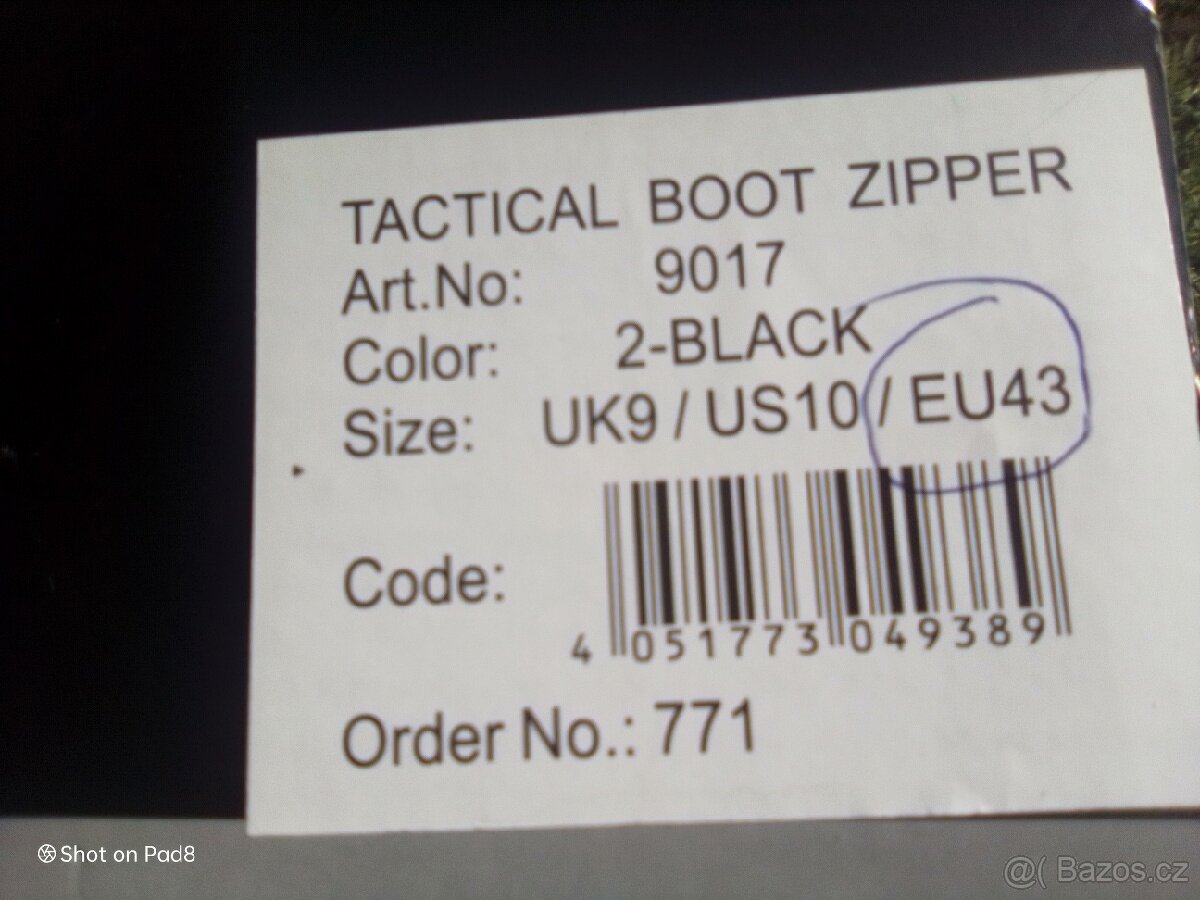 TACTICAL BOOT ZIPPER
Art.No: 9017
Color: 2-BLACK
Size: UK9 / US10 / EU43
Code:
4 051773 049389
Order No.: 771
Shot on Pad8
@( Bazos.cz